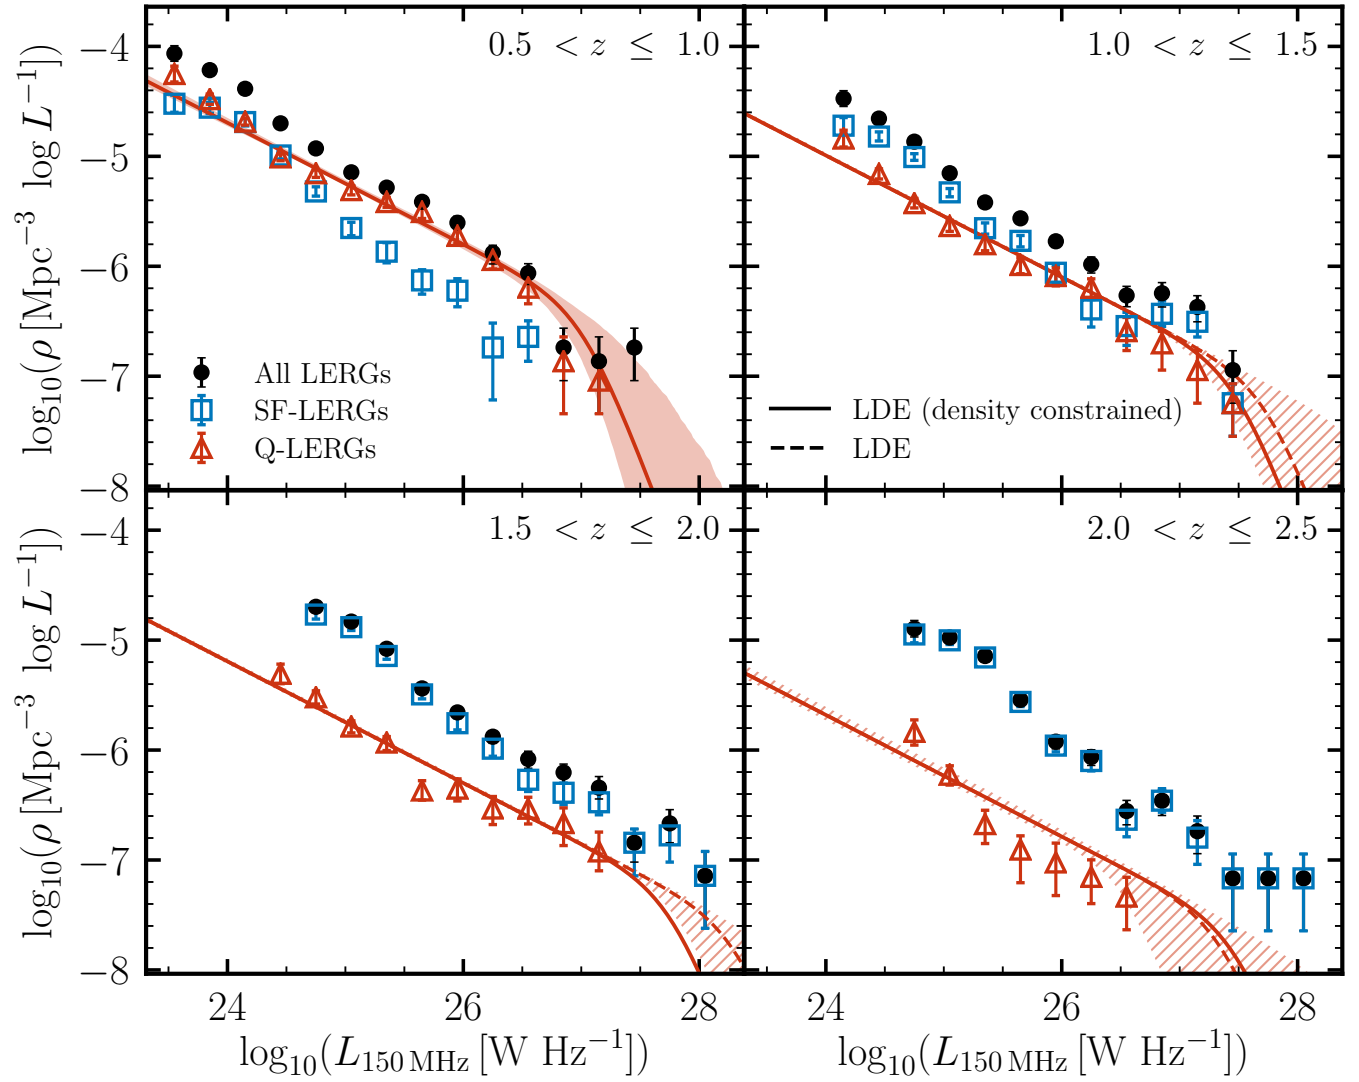 0.5 < z ≤ 1.0
1.0 < z ≤ 1.5
−4
−5
−6
−7
−8
log₁₀(ρ [Mpc⁻³ log L⁻¹])
All LERGs
SF-LERGs
Q-LERGs
LDE (density constrained)
LDE
1.5 < z ≤ 2.0
2.0 < z ≤ 2.5
−4
−5
−6
−7
−8
log₁₀(ρ [Mpc⁻³ log L⁻¹])
24 26 28
24 26 28
log₁₀(L₁₅₀ MHz [W Hz⁻¹])
log₁₀(L₁₅₀ MHz [W Hz⁻¹])